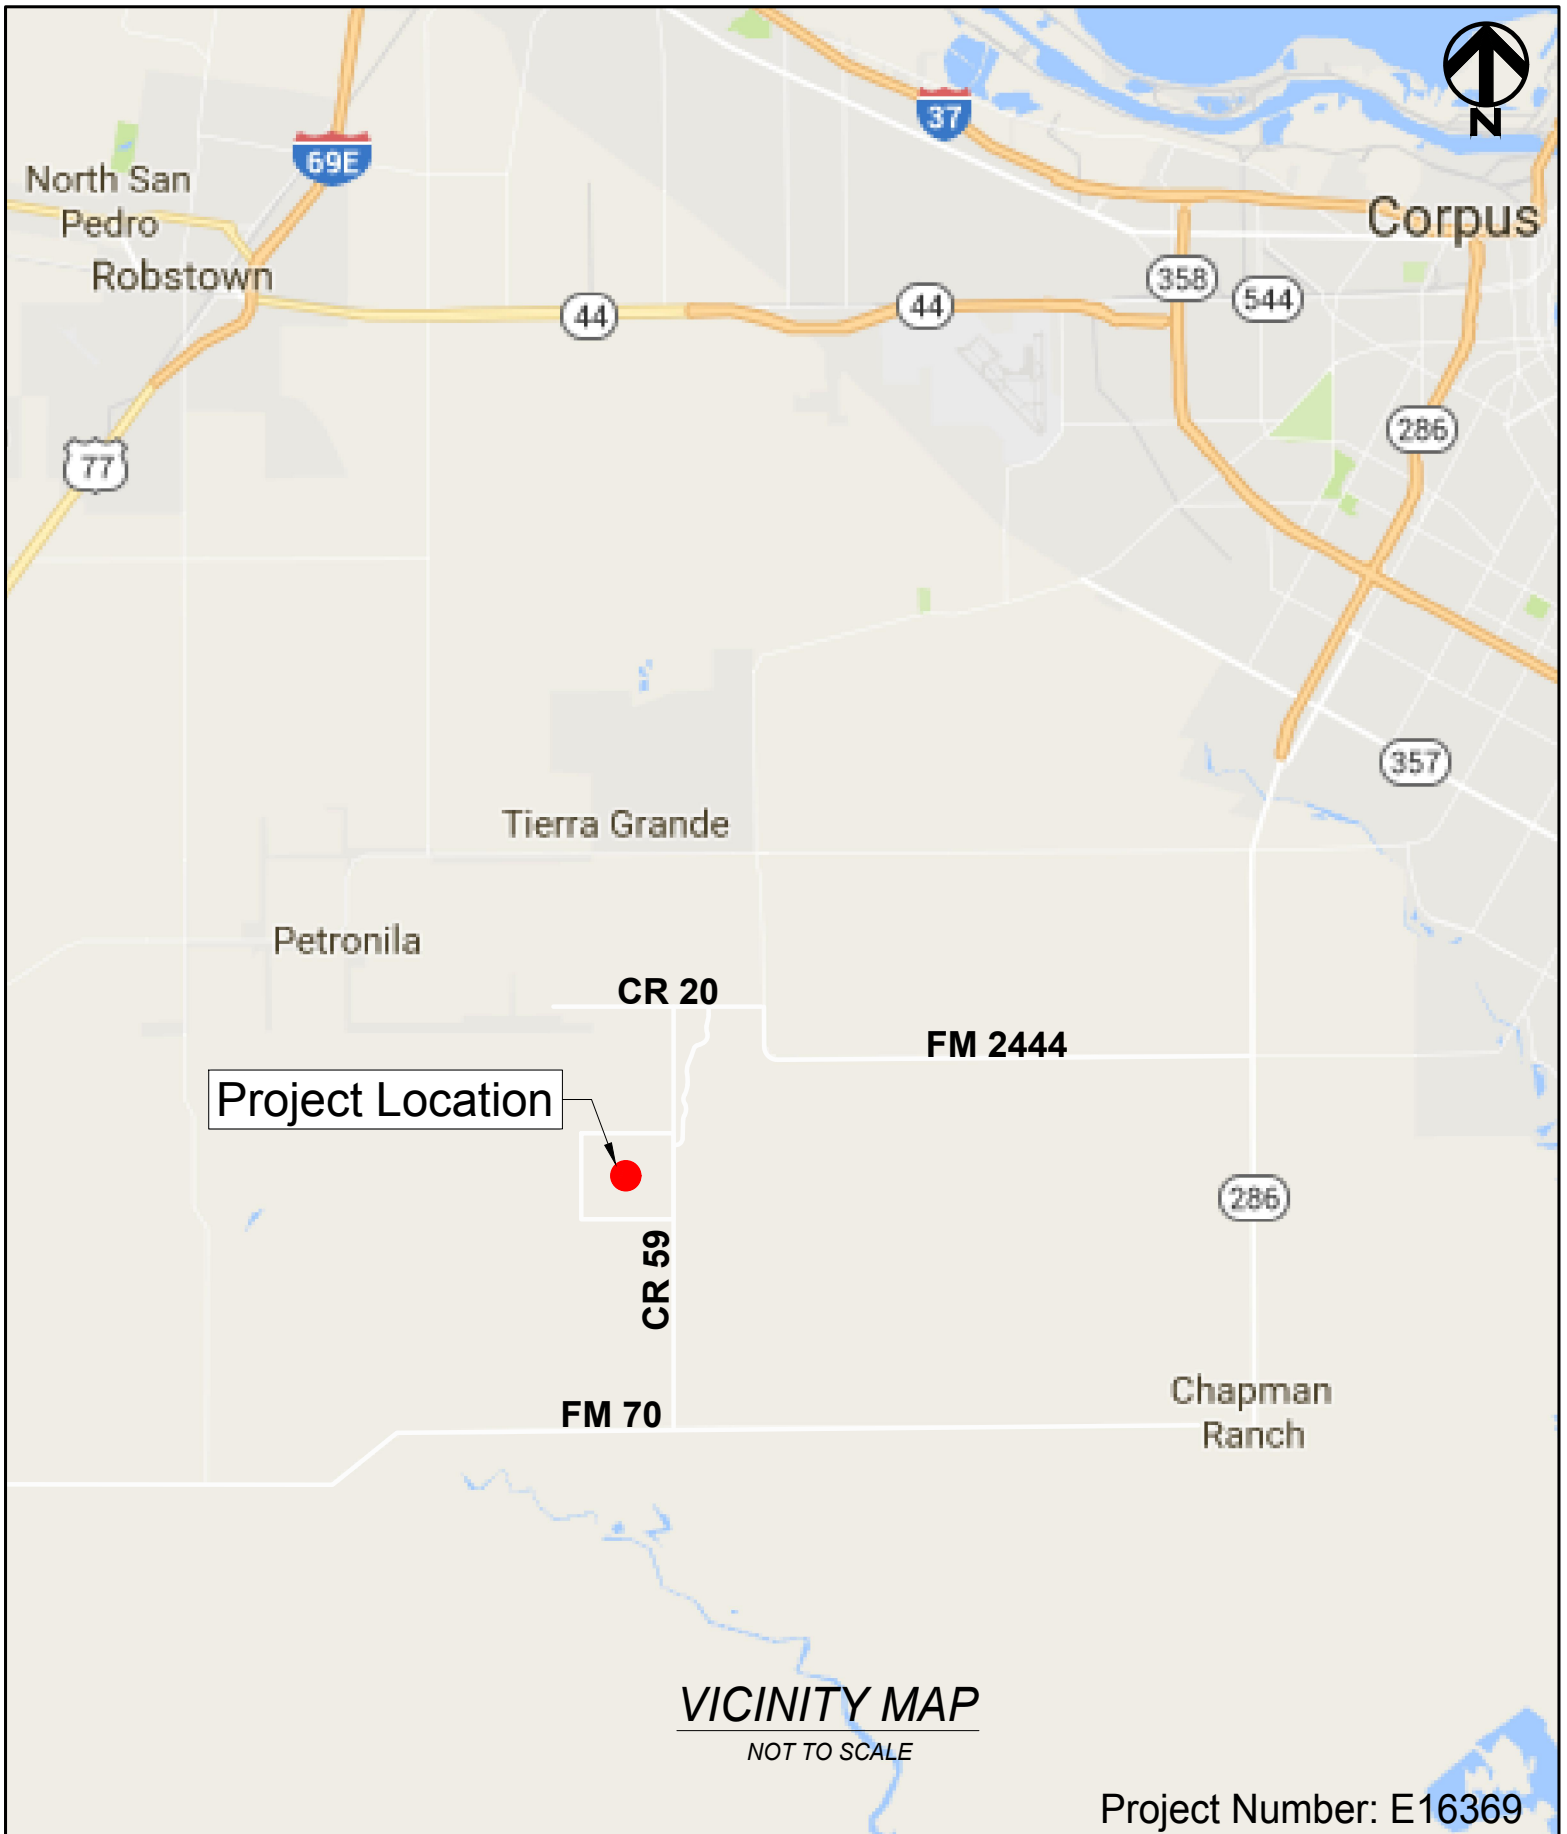 N
37
69E
North San
Pedro
Corpus
Robstown
358
544
44
44
286
77
357
Tierra Grande
Petronila
CR 20
FM 2444
Project Location
286
CR 59
Chapman
Ranch
FM 70
VICINITY MAP
NOT TO SCALE
Project Number: E16369